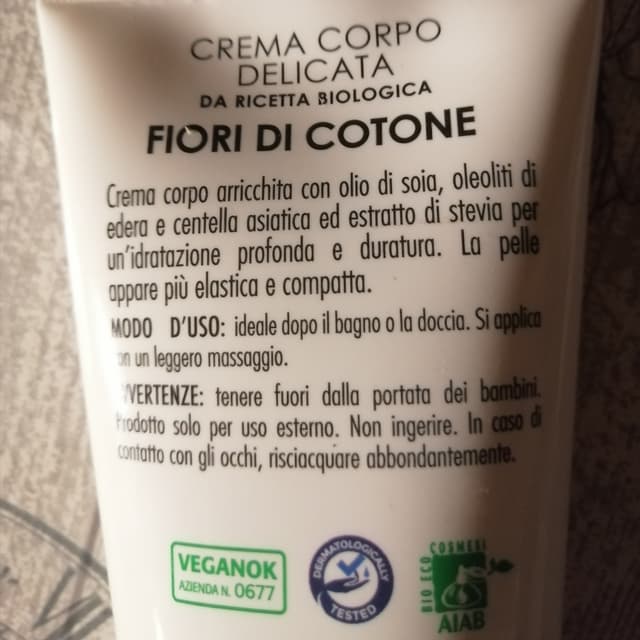 CREMA CORPO
DELICATA
DA RICETTA BIOLOGICA
FIORI DI COTONE
Crema corpo arricchita con olio di soia, oleoliti di
edera e centella asiatica ed estratto di stevia per
un'idratazione profonda e duratura. La pelle
appare più elastica e compatta.
MODO D'USO: ideale dopo il bagno o la doccia. Si applica
con un leggero massaggio.
AVVERTENZE: tenere fuori dalla portata dei bambini.
Prodotto solo per uso esterno. Non ingerire. In caso di
contatto con gli occhi, risciacquare abbondantemente.
VEGANOK
AZIENDA N. 0677
DERMATOLOGICALLY
TESTED
BIO ECO COSMESI
AIAB